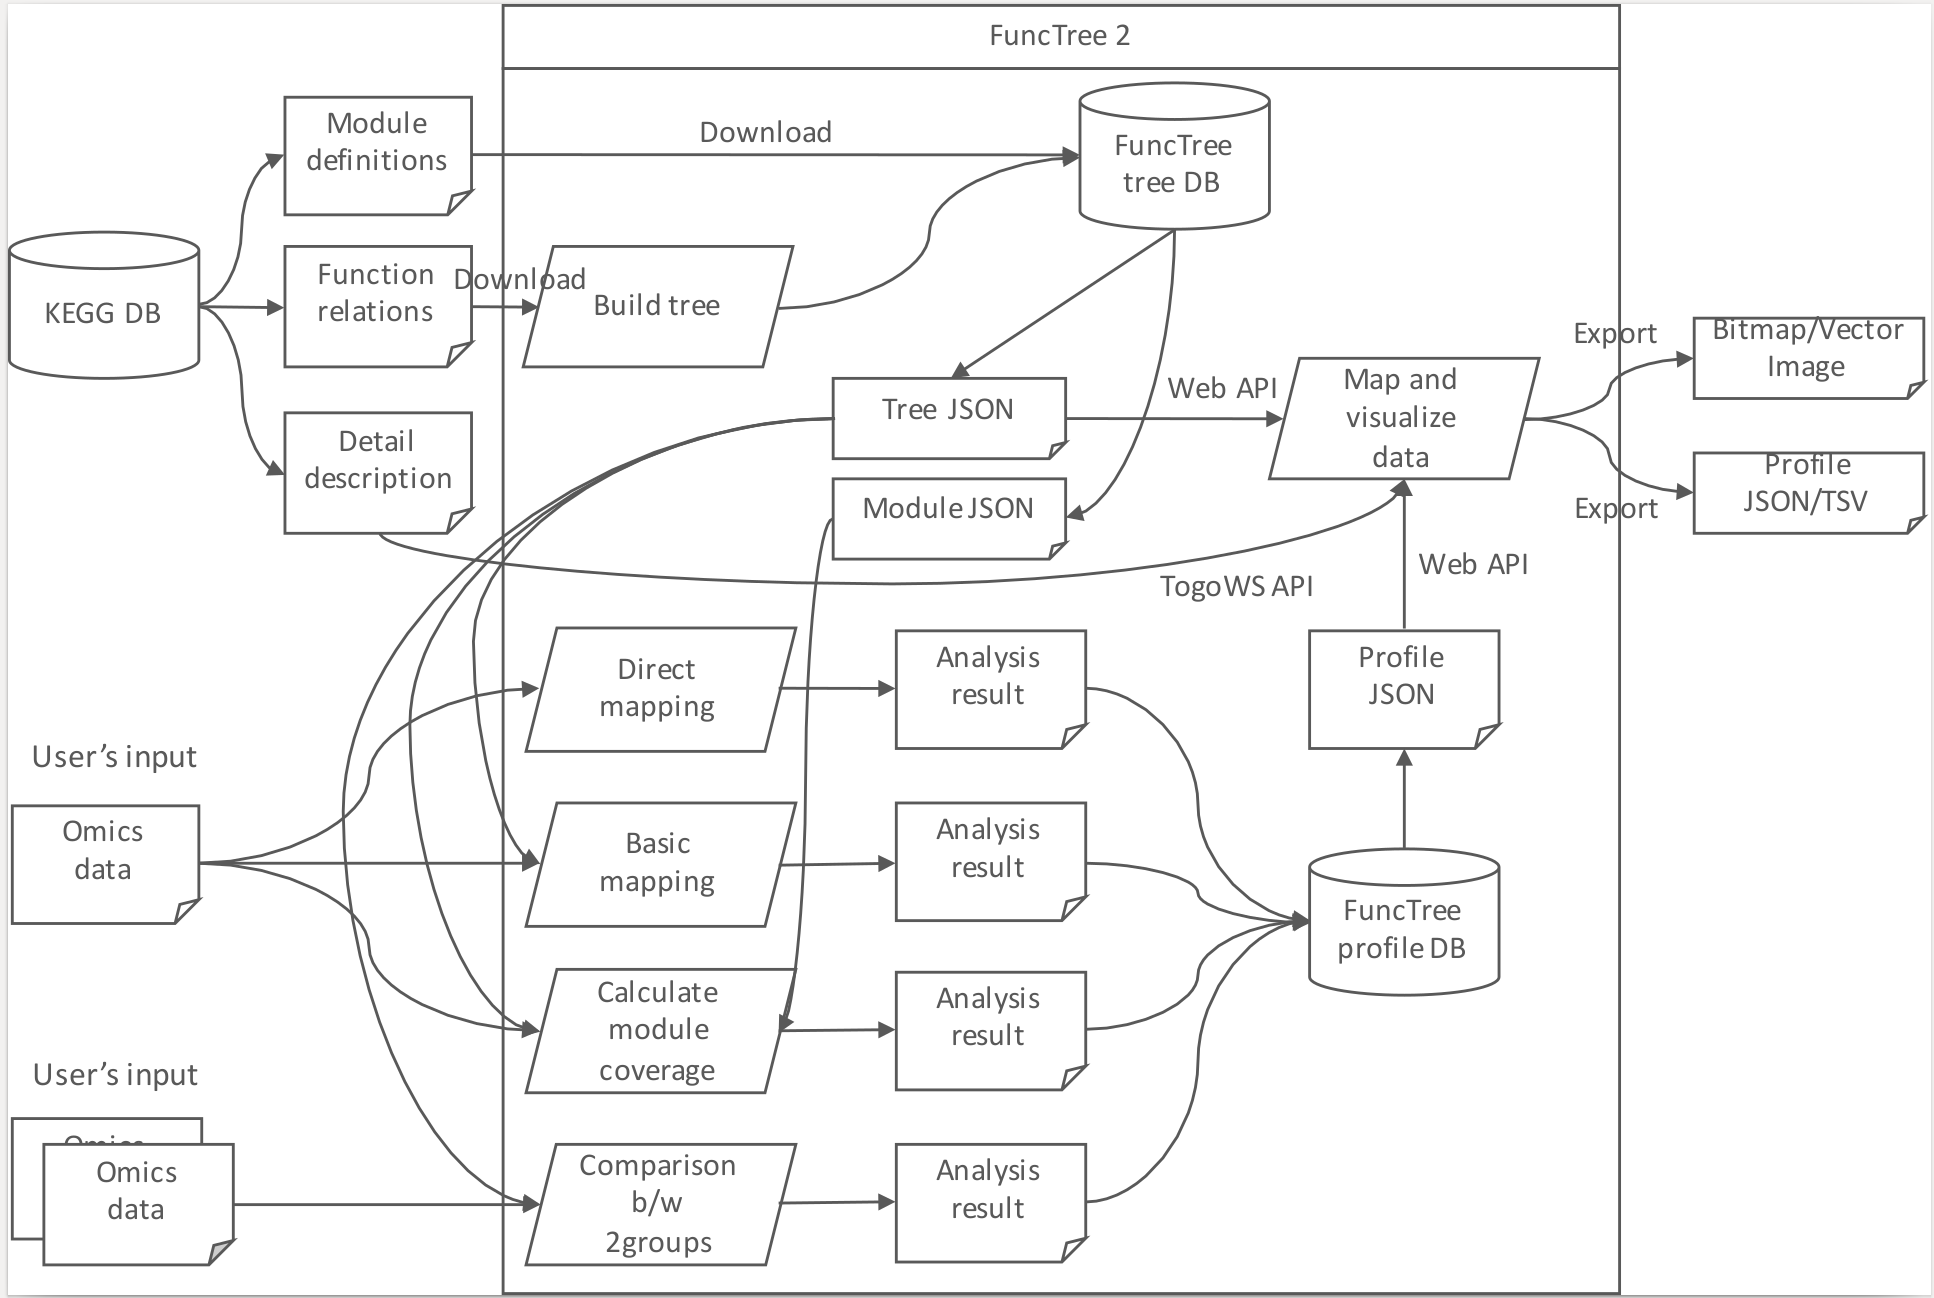 FuncTree 2
Module
definitions
Download
FuncTree
tree DB
KEGG DB
Function
relations
Download
Build tree
Detail
description
Tree JSON
Web API
Map and
visualize
data
Export
Bitmap/Vector
Image
Export
Profile
JSON/TSV
Module JSON
TogoWS API
Web API
Direct
mapping
Analysis
result
Profile
JSON
User’s input
Omics
data
Basic
mapping
Analysis
result
FuncTree
profile DB
Calculate
module
coverage
Analysis
result
User’s input
Omics
Omics
data
Comparison
b/w
2groups
Analysis
result